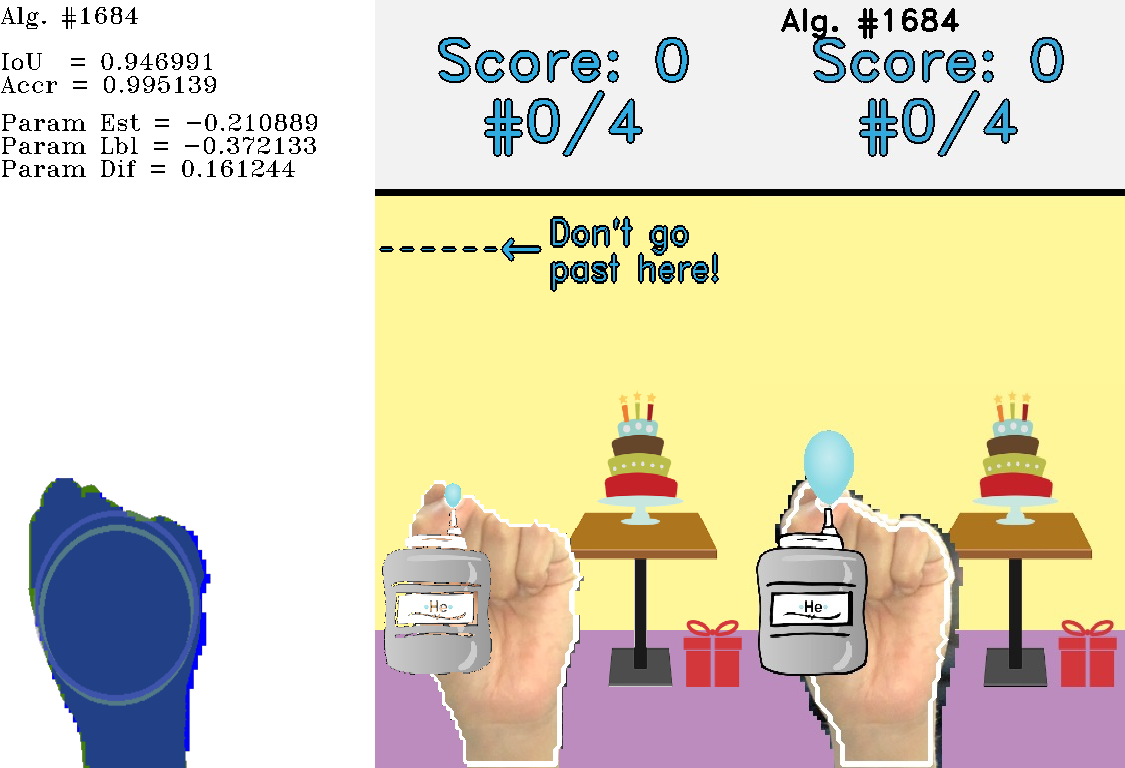 Alg. #1684
IoU = 0.946991
Accr = 0.995139
Param Est = −0.210889
Param Lbl = −0.372133
Param Dif = 0.161244
Score: 0
#0/4
Don't go
past here!
He
Alg. #1684
Score: 0
#0/4
He